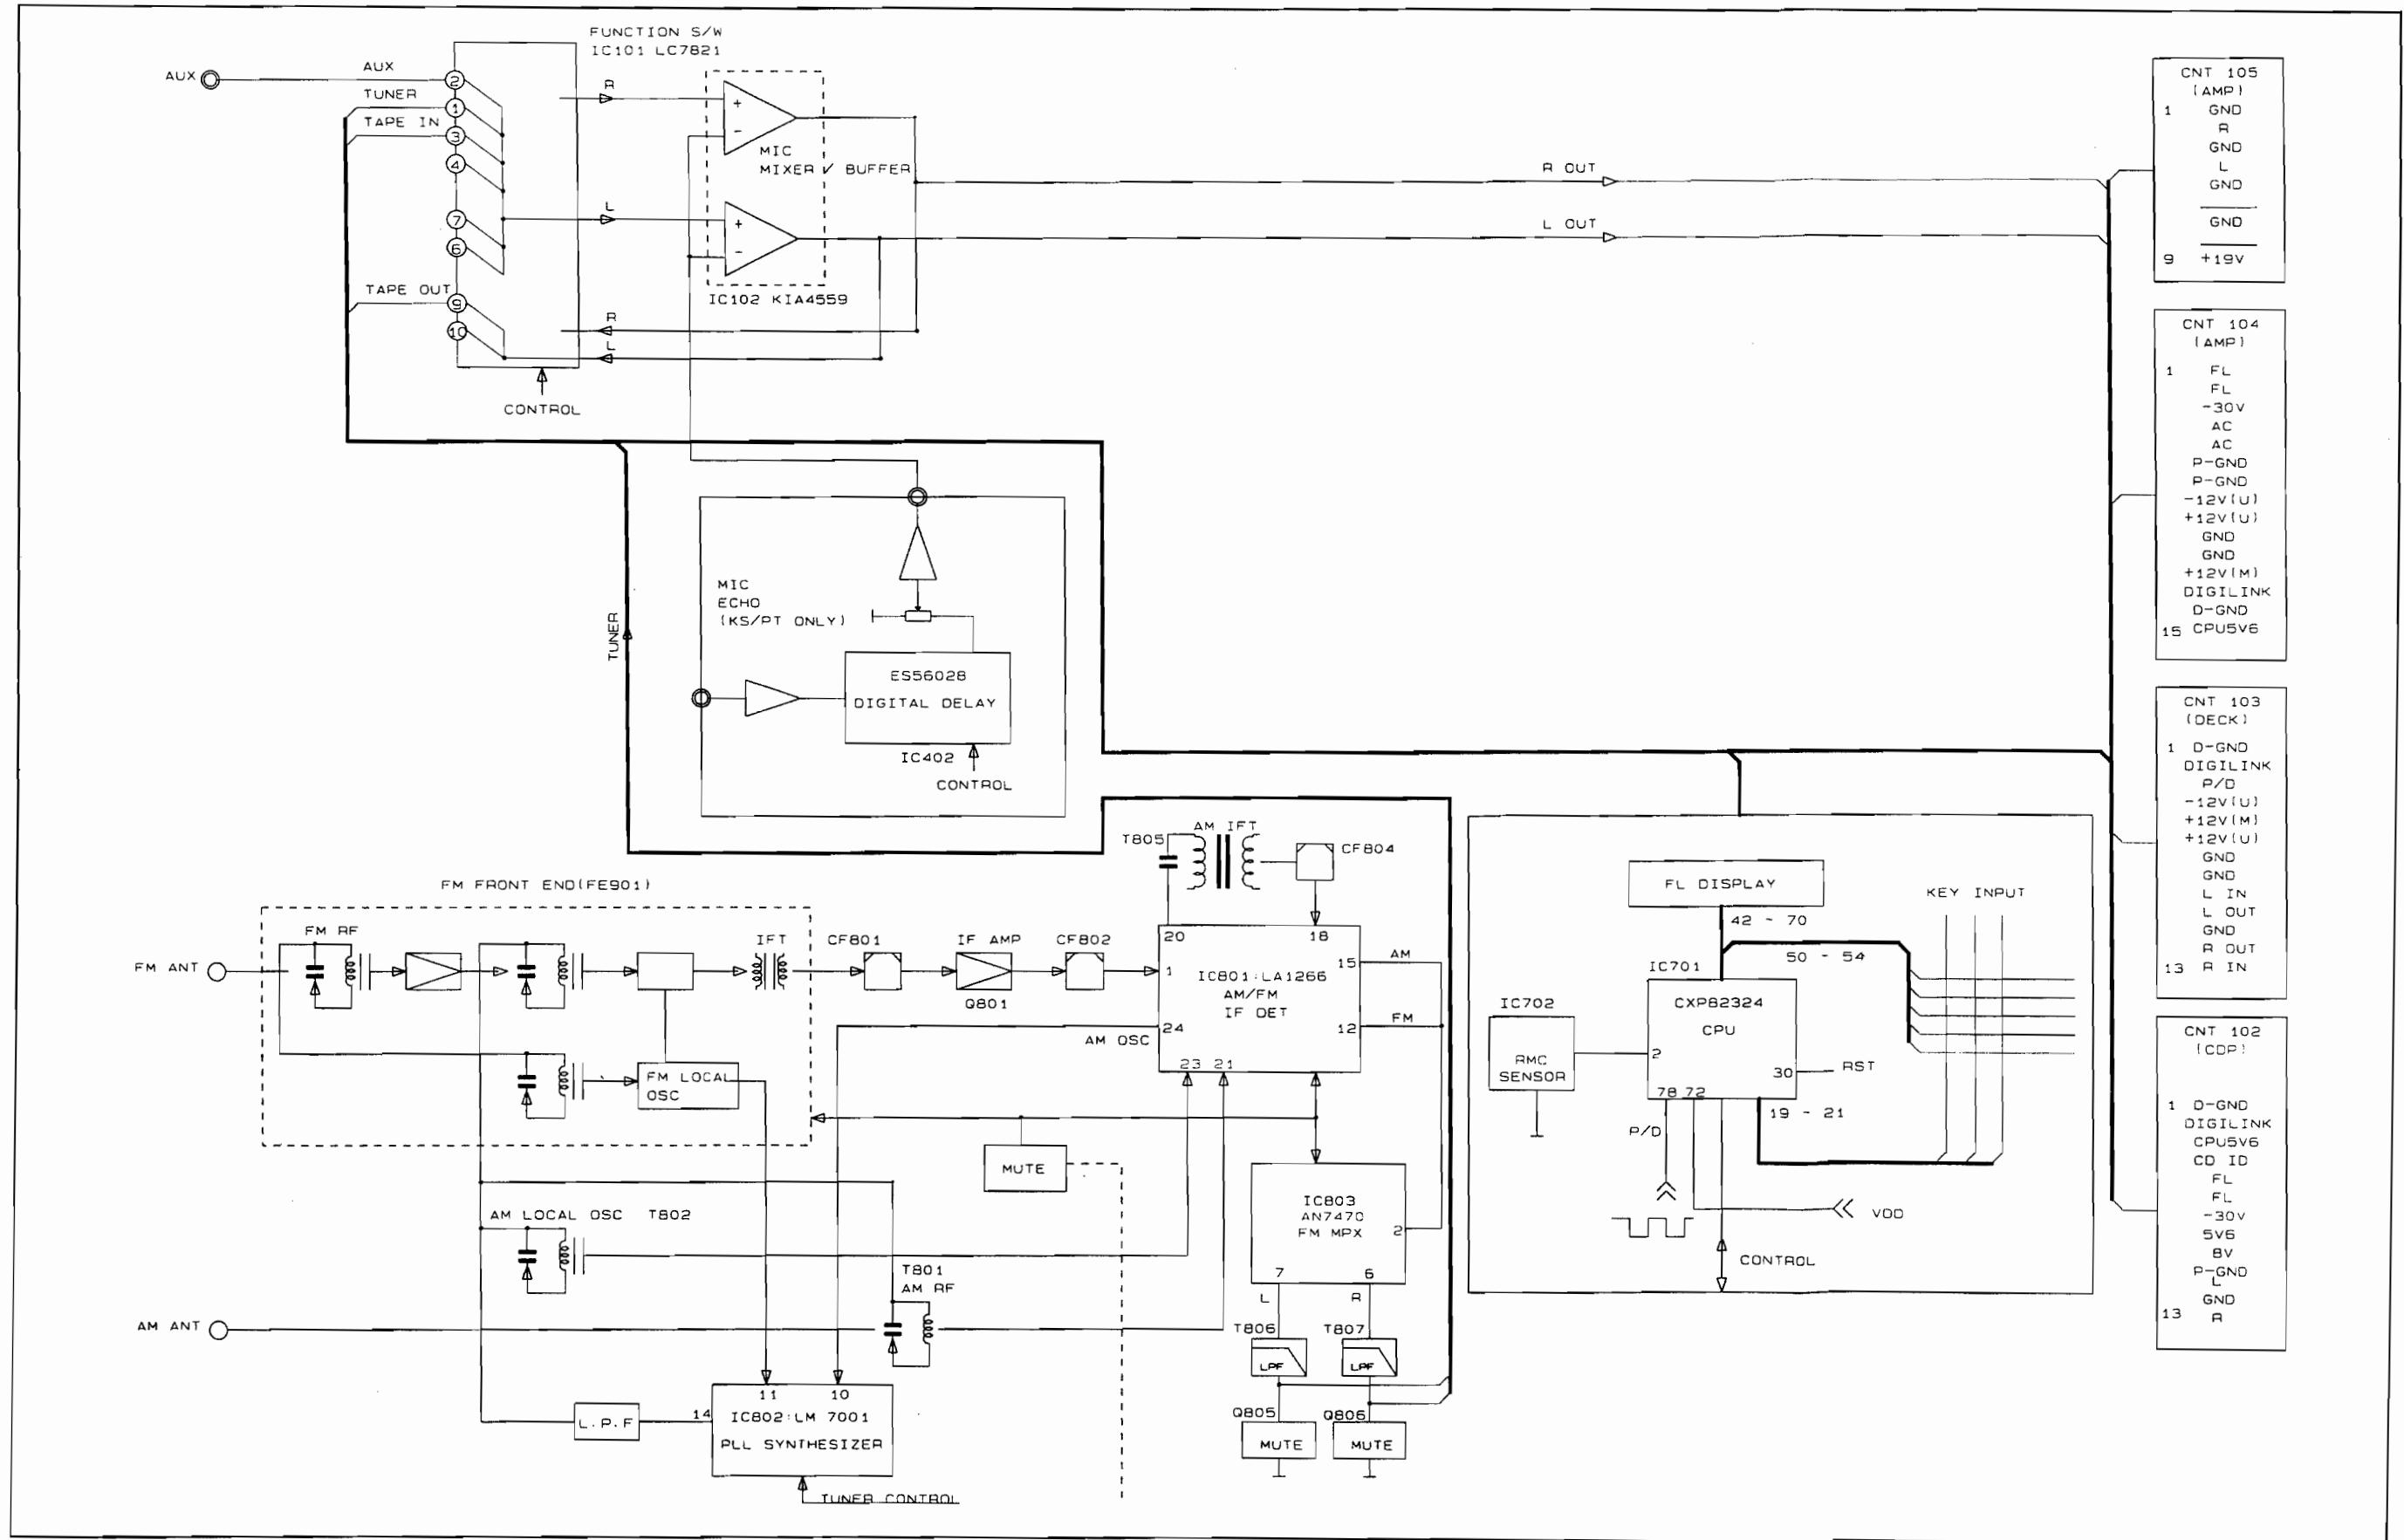 FUNCTION S/W
IC101 LC7821
AUX
AUX
2
TUNER
1
TAPE IN
3
4
7
6
TAPE OUT
9
10
R
L
R
L
CONTROL
+
-
MIC
MIXER / BUFFER
+
-
IC102 KIA4559
R OUT
L OUT
TUNER
MIC
ECHO
(KS/PT ONLY)
ES56028
DIGITAL DELAY
IC402
CONTROL
FM FRONT END(FE901)
FM RF
IFT
FM ANT
FM LOCAL
OSC
CF801
IF AMP
Q801
CF802
T805
AM IFT
CF804
20
18
1
IC801:LA1266
AM/FM
IF DET
15
AM
12
FM
24
AM OSC
23 21
MUTE
IC803
AN7470
FM MPX
2
7
6
L
R
T806
T807
LPF
LPF
Q805
Q806
MUTE
MUTE
AM LOCAL OSC T802
T801
AM RF
AM ANT
L.P.F
14
11
10
IC802:LM 7001
PLL SYNTHESIZER
TUNER CONTROL
FL DISPLAY
42 - 70
50 - 54
KEY INPUT
IC701
CXP82324
CPU
IC702
RMC
SENSOR
2
30
RST
78 72
19 - 21
P/D
VDD
CONTROL
CNT 105
(AMP)
1 GND
R
GND
L
GND
GND
9 +19V
CNT 104
(AMP)
1 FL
FL
-30V
AC
AC
P-GND
P-GND
-12V(U)
+12V(U)
GND
GND
+12V(M)
DIGILINK
D-GND
15 CPU5V6
CNT 103
(DECK)
1 D-GND
DIGILINK
P/D
-12V(U)
+12V(M)
+12V(U)
GND
GND
L IN
L OUT
GND
R OUT
13 R IN
CNT 102
(CDP)
1 D-GND
DIGILINK
CPU5V6
CD ID
FL
FL
-30V
5V6
8V
P-GND
L
GND
13 R